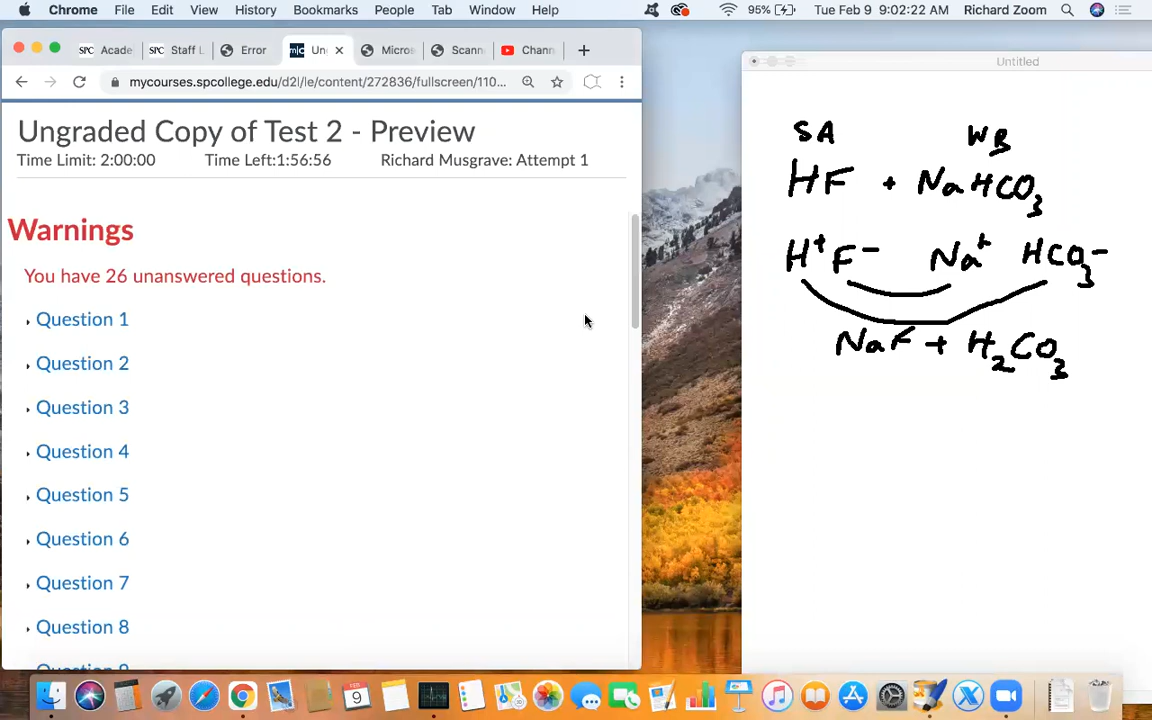 Chrome File Edit View History Bookmarks People Tab Window Help 95% Tue Feb 9 9:02:22 AM Richard Zoom
SPC Acade SPC Staff L Error Un Micros Scann Chann
mycourses.spcollege.edu/d2l/le/content/272836/fullscreen/110...
Ungraded Copy of Test 2 - Preview
Time Limit: 2:00:00 Time Left:1:56:56 Richard Musgrave: Attempt 1
Warnings
You have 26 unanswered questions.
Question 1
Question 2
Question 3
Question 4
Question 5
Question 6
Question 7
Question 8
Untitled
SA WB
HF + NaHCO₃
H⁺F⁻ Na⁺ HCO₃⁻
NaF + H₂CO₃
FEB
9